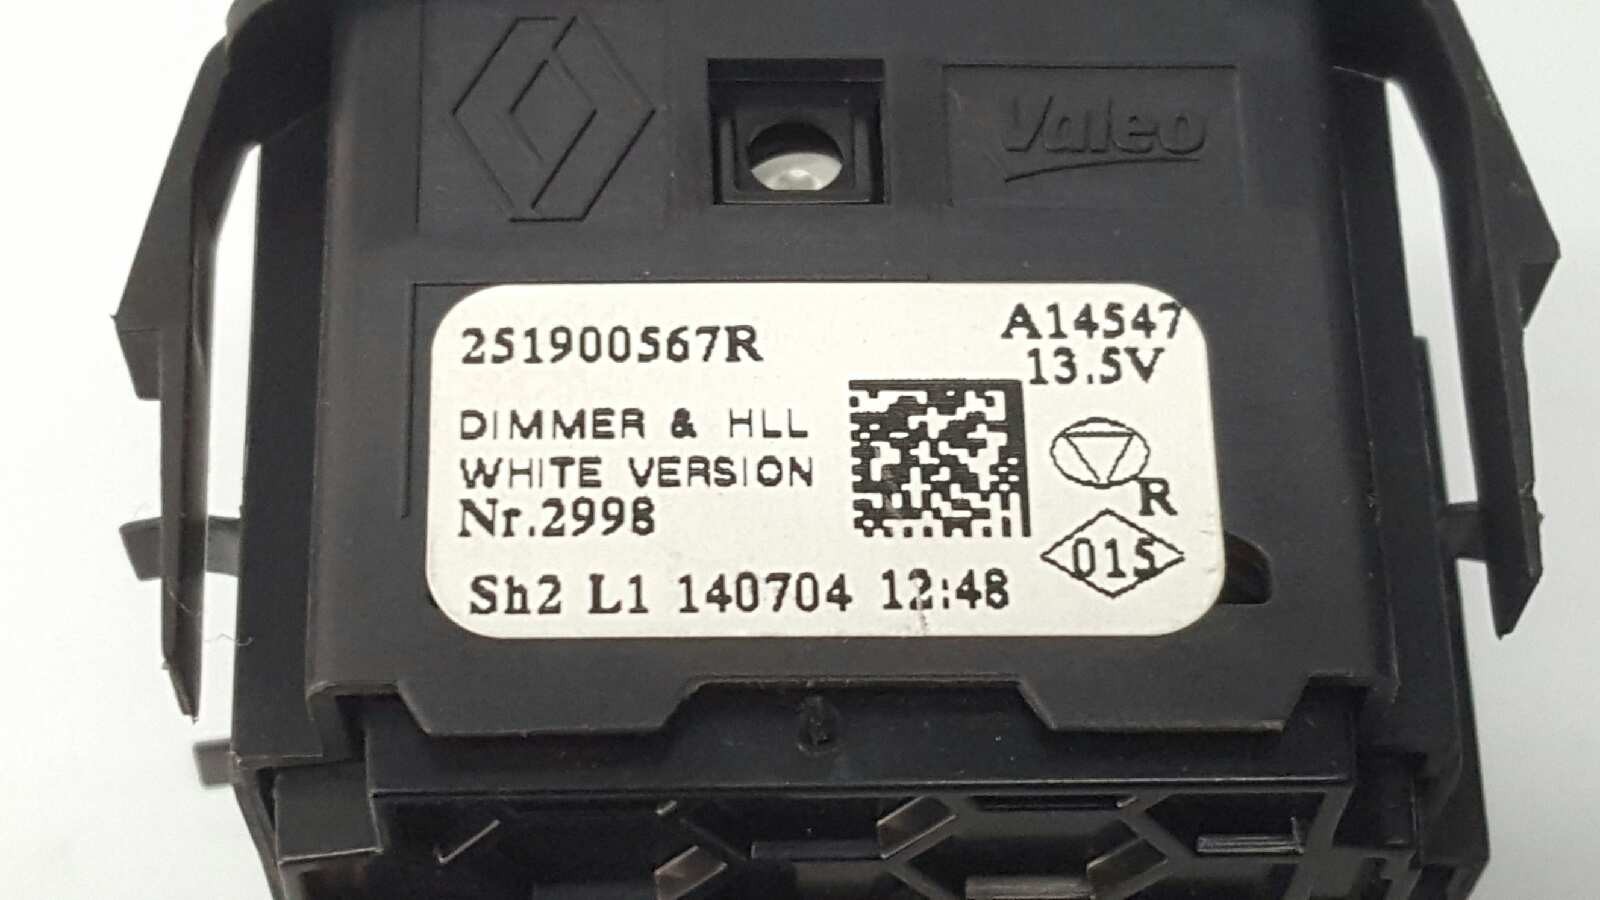 Valeo
251900567R
A14547
13.5V
DIMMER & HLL
WHITE VERSION
Nr.2998
R
015
Sh2 L1 140704 12:48